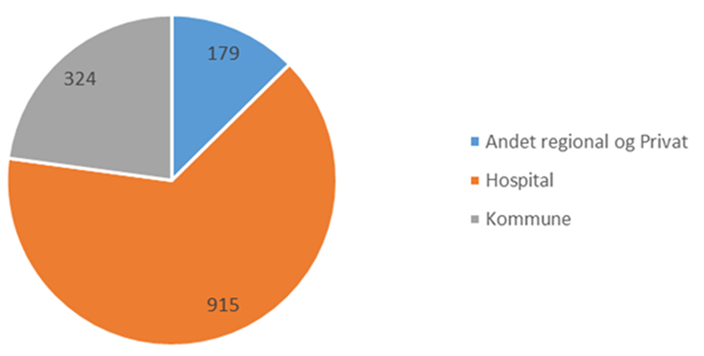 179
324
915
Andet regional og Privat
Hospital
Kommune